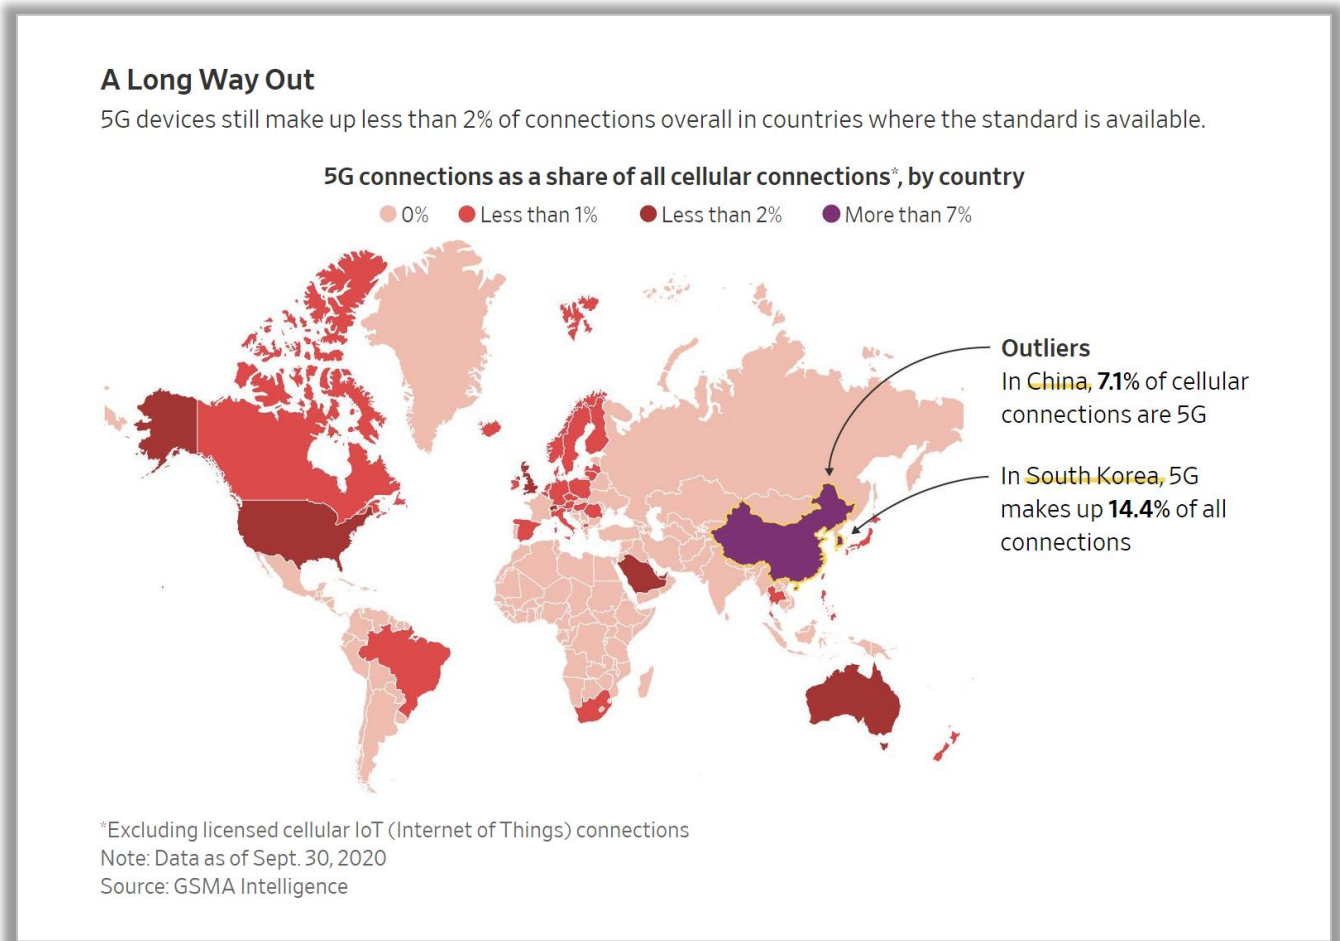 A Long Way Out
5G devices still make up less than 2% of connections overall in countries where the standard is available.
5G connections as a share of all cellular connections*, by country
0% Less than 1% Less than 2% More than 7%
Outliers
In China, 7.1% of cellular
connections are 5G
In South Korea, 5G
makes up 14.4% of all
connections
*Excluding licensed cellular IoT (Internet of Things) connections
Note: Data as of Sept. 30, 2020
Source: GSMA Intelligence